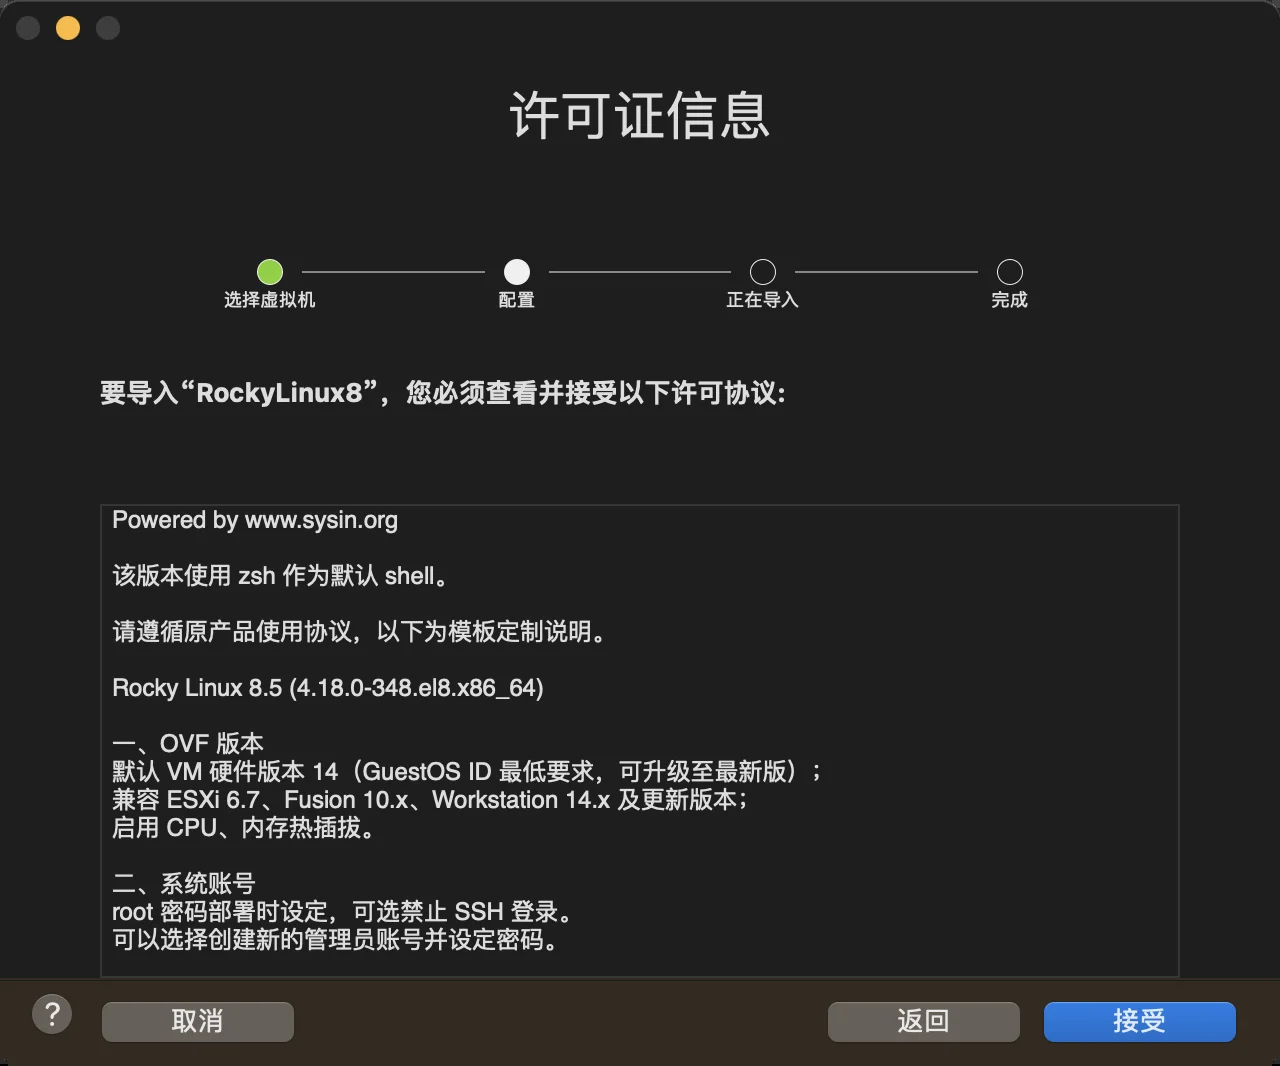 许可证信息
选择虚拟机
配置
正在导入
完成
要导入“RockyLinux8”，您必须查看并接受以下许可协议:
Powered by www.sysin.org
该版本使用 zsh 作为默认 shell。
请遵循原产品使用协议，以下为模板定制说明。
Rocky Linux 8.5 (4.18.0-348.el8.x86_64)
一、OVF 版本
默认 VM 硬件版本 14（GuestOS ID 最低要求，可升级至最新版）；
兼容 ESXi 6.7、Fusion 10.x、Workstation 14.x 及更新版本；
启用 CPU、内存热插拔。
二、系统账号
root 密码部署时设定，可选禁止 SSH 登录。
可以选择创建新的管理员账号并设定密码。
?
取消
返回
接受